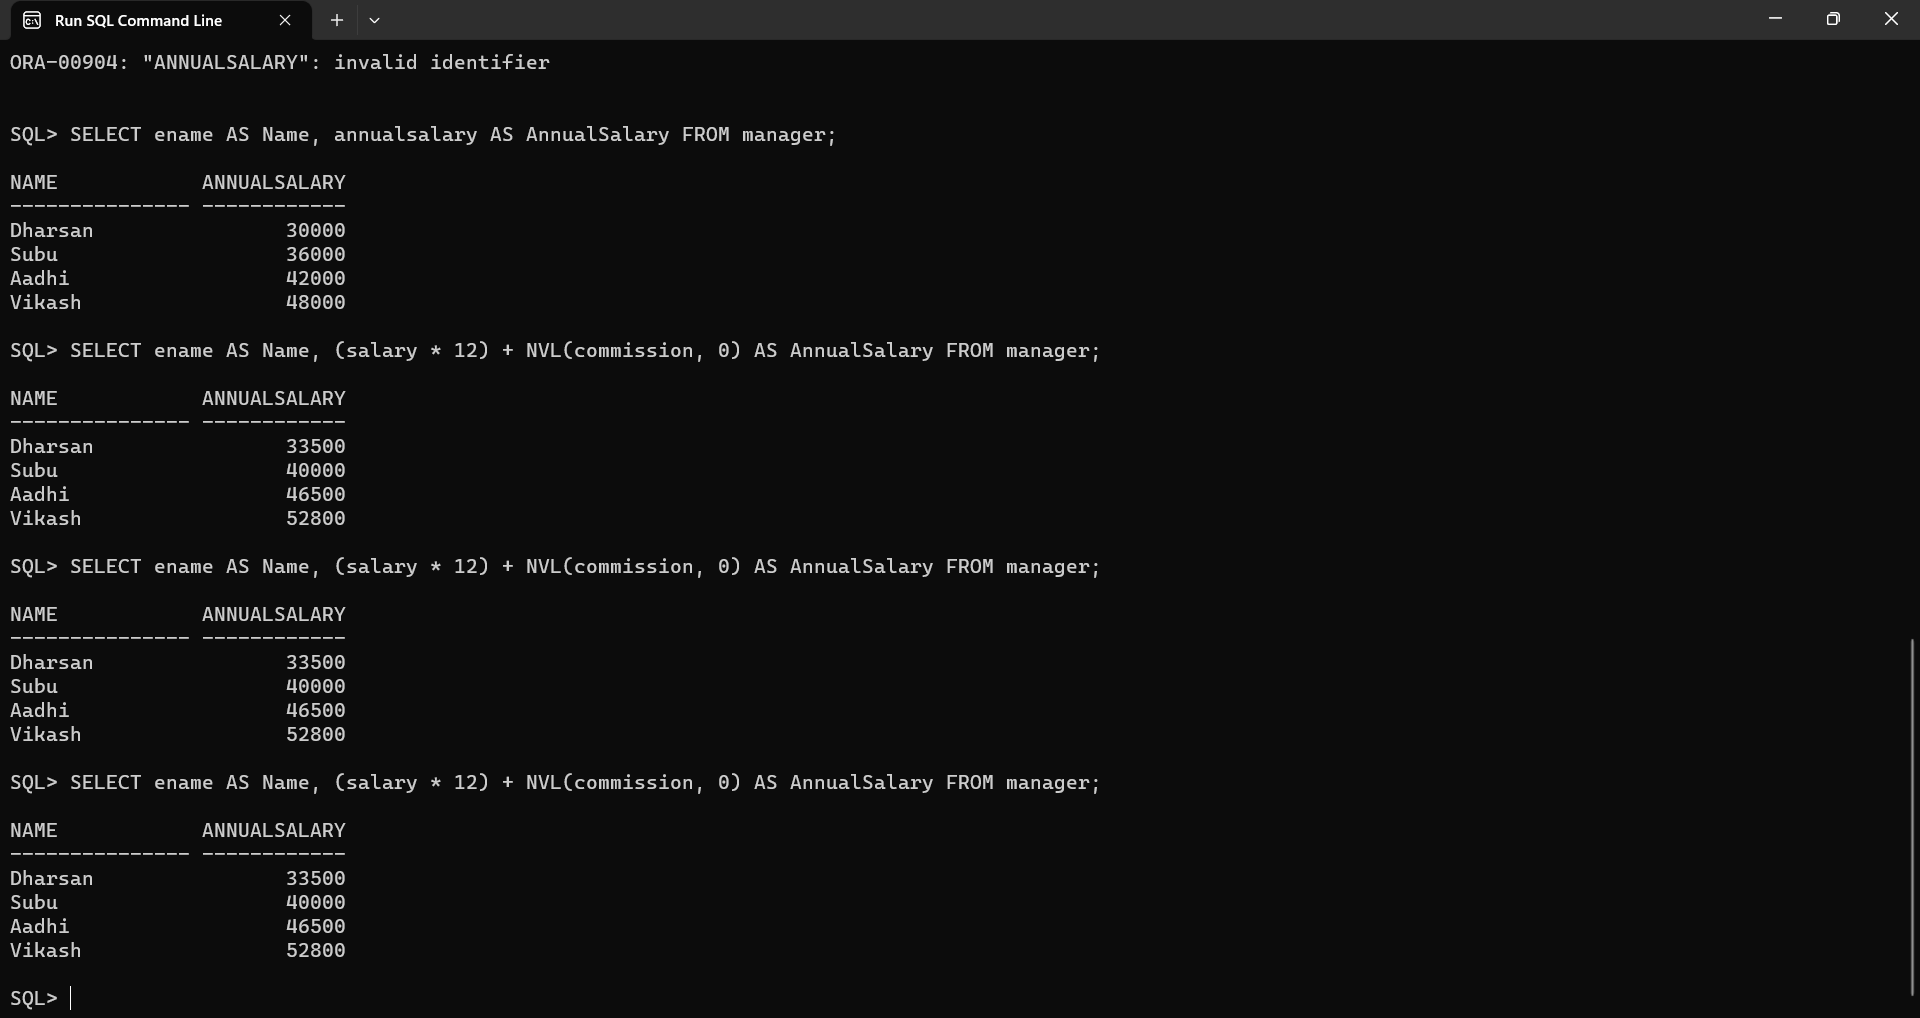 Run SQL Command Line
ORA-00904: "ANNUALSALARY": invalid identifier
SQL> SELECT ename AS Name, annualsalary AS AnnualSalary FROM manager;
NAME            ANNUALSALARY
--------------- ------------
Dharsan                30000
Subu                   36000
Aadhi                  42000
Vikash                 48000
SQL> SELECT ename AS Name, (salary * 12) + NVL(commission, 0) AS AnnualSalary FROM manager;
NAME            ANNUALSALARY
--------------- ------------
Dharsan                33500
Subu                   40000
Aadhi                  46500
Vikash                 52800
SQL> SELECT ename AS Name, (salary * 12) + NVL(commission, 0) AS AnnualSalary FROM manager;
NAME            ANNUALSALARY
--------------- ------------
Dharsan                33500
Subu                   40000
Aadhi                  46500
Vikash                 52800
SQL> SELECT ename AS Name, (salary * 12) + NVL(commission, 0) AS AnnualSalary FROM manager;
NAME            ANNUALSALARY
--------------- ------------
Dharsan                33500
Subu                   40000
Aadhi                  46500
Vikash                 52800
SQL>